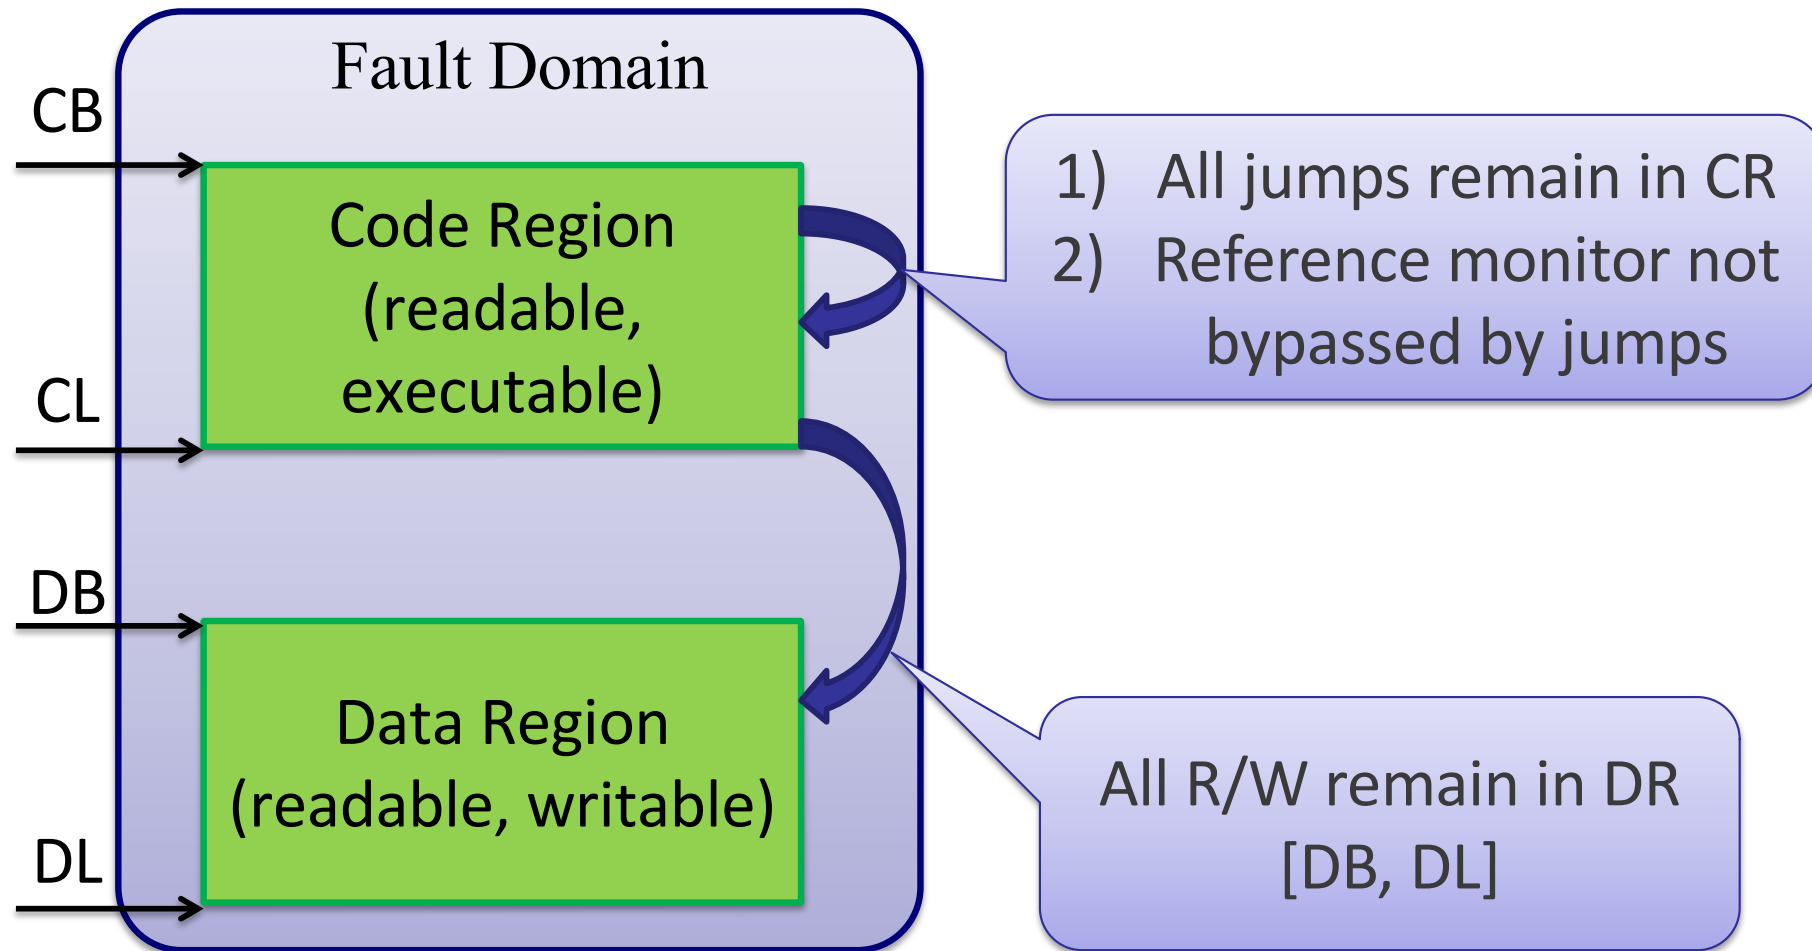 Fault Domain
CB
Code Region
(readable,
executable)
CL
1) All jumps remain in CR
2) Reference monitor not
bypassed by jumps
DB
Data Region
(readable, writable)
DL
All R/W remain in DR
[DB, DL]